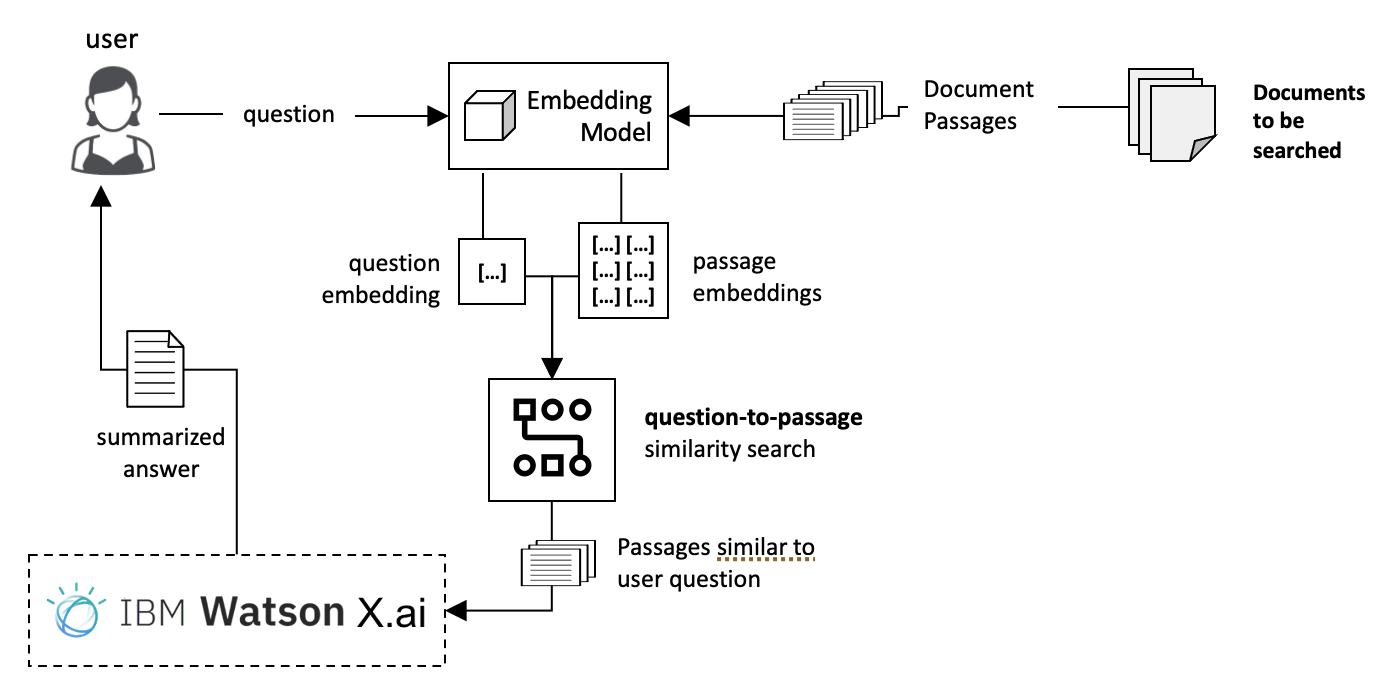 user
question
Embedding
Model
Document
Passages
Documents
to be
searched
question
embedding
[...]
[...] [...]
[...] [...]
[...] [...]
passage
embeddings
question-to-passage
similarity search
summarized
answer
Passages similar to
user question
IBM Watson X.ai